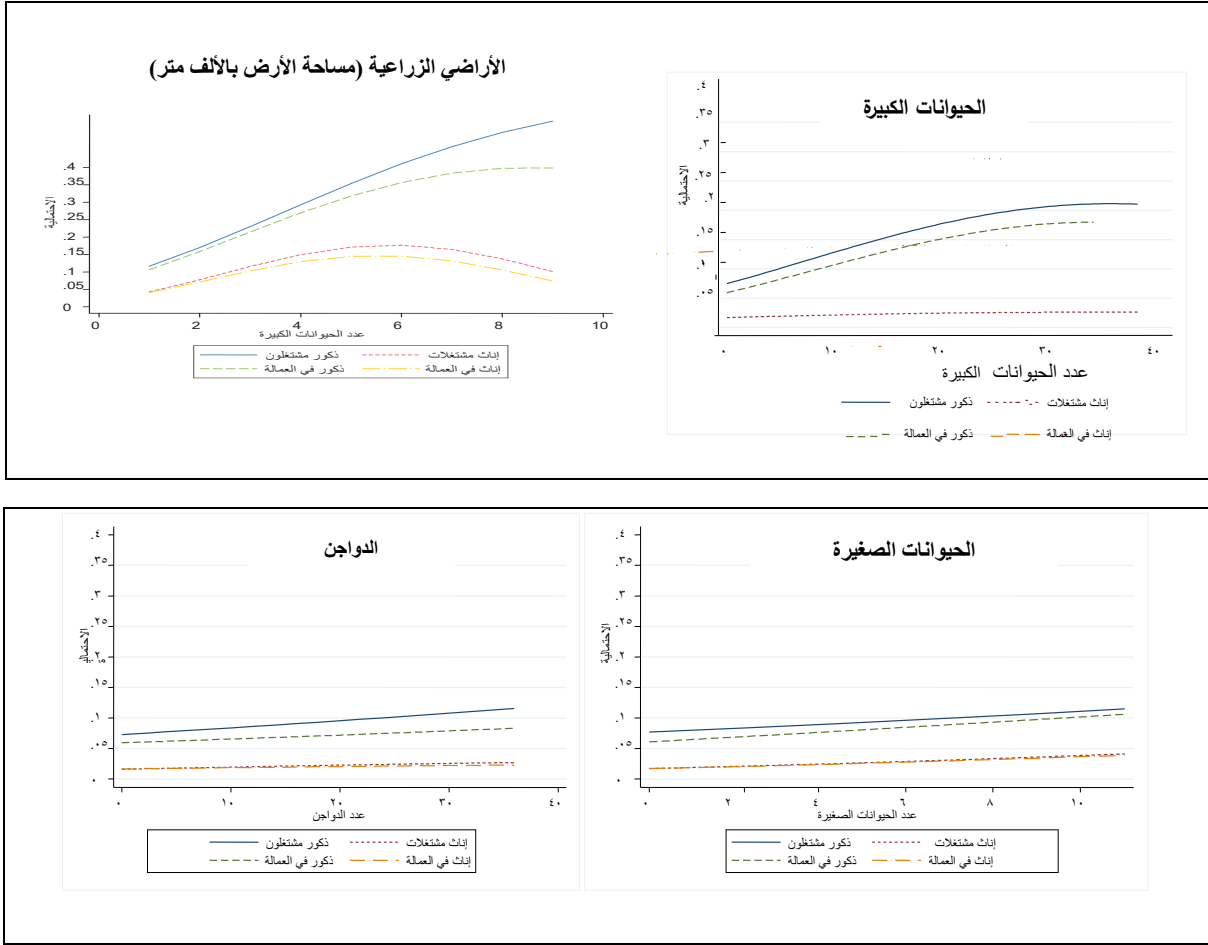 الأراضي الزراعية (مساحة الأرض بالألف متر)
الاحتمالية
.4
.35
.3
.25
.2
.15
.1
.05
0
0 2 4 6 8 10
عدد الحيوانات الكبيرة
ذكور مشتغلون إناث مشتغلات
ذكور في العمالة إناث في العمالة
الحيوانات الكبيرة
الاحتمالية
.٤
.٣٥
.٣
.٢٥
.٢
.١٥
.١
.٠٥
٠ ١٠ ٢٠ ٣٠ ٤٠
عدد الحيوانات الكبيرة
ذكور مشتغلون إناث مشتغلات
ذكور في العمالة إناث في العمالة
الدواجن
الاحتمالية
.٤
.٣٥
.٣
.٢٥
.٢
.١٥
.١
.٠٥
٠
٠ ١٠ ٢٠ ٣٠ ٤٠
عدد الدواجن
ذكور مشتغلون إناث مشتغلات
ذكور في العمالة إناث في العمالة
الحيوانات الصغيرة
الاحتمالية
.٤
.٣٥
.٣
.٢٥
.٢
.١٥
.١
.٠٥
٠
٠ ٢ ٤ ٦ ٨ ١٠
عدد الحيوانات الصغيرة
ذكور مشتغلون إناث مشتغلات
ذكور في العمالة إناث في العمالة